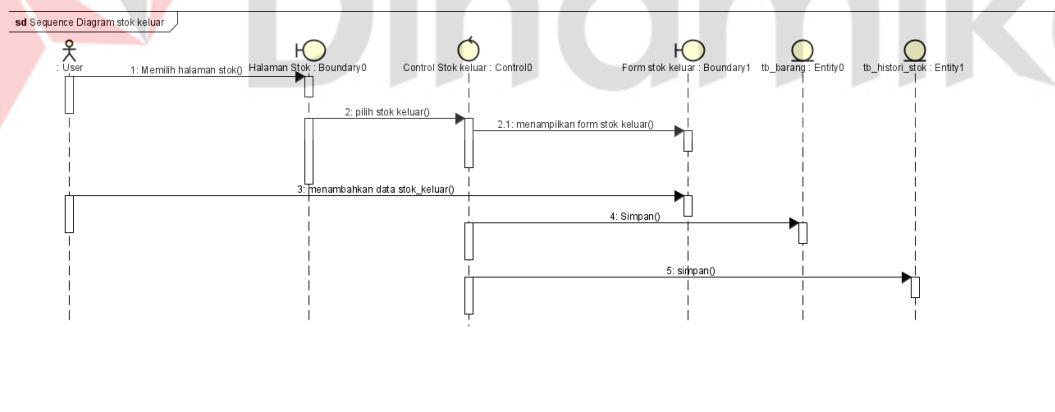 Dinamika
sd Sequence Diagram stok keluar
: User
Halaman Stok : Boundary0
Control Stok keluar : Control0
Form stok keluar : Boundary1
tb_barang : Entity0
tb_histori_stok : Entity1
1: Memilih halaman stok()
2: pilih stok keluar()
2.1: menampilkan form stok keluar()
3: menambahkan data stok_keluar()
4: Simpan()
5: simpan()